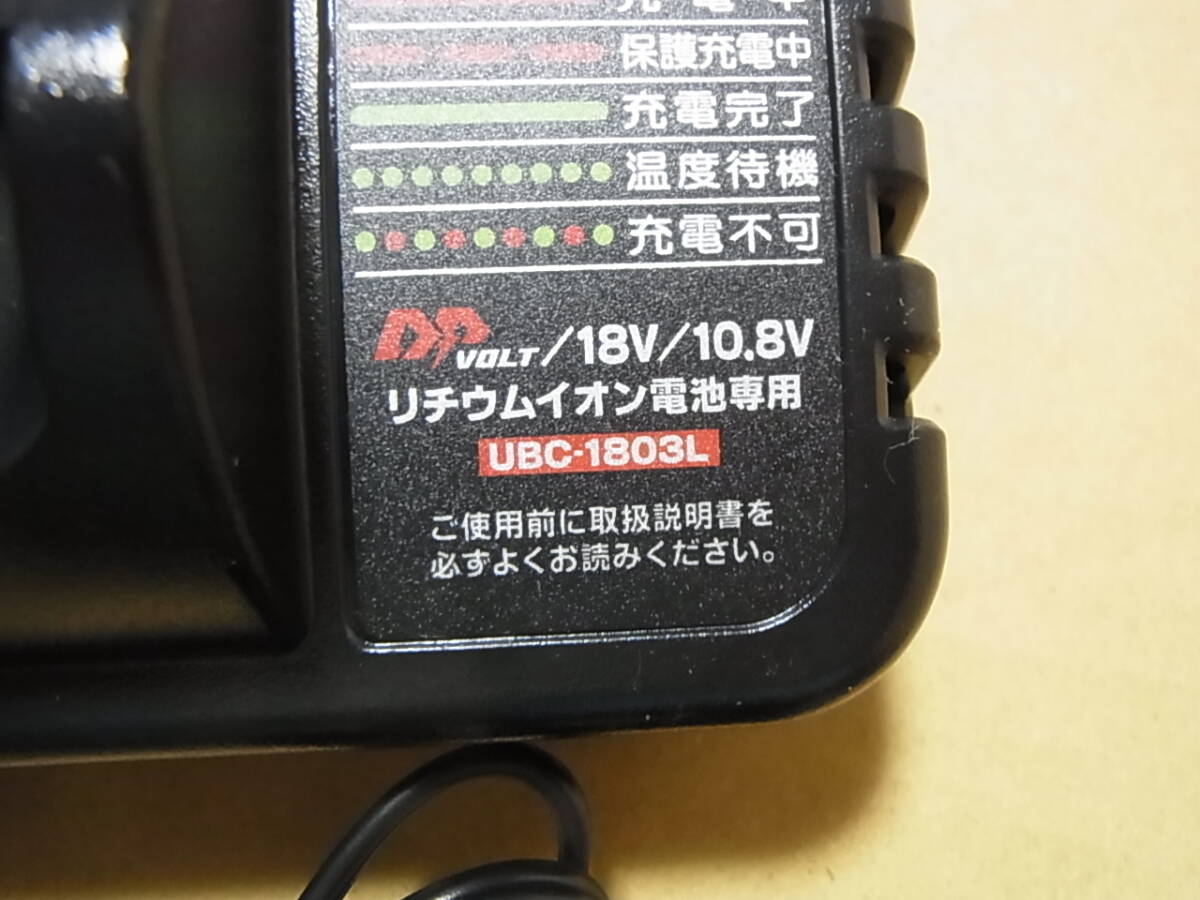 充電中
保護充電中
充電完了
温度待機
充電不可
DP VOLT/18V/10.8V
リチウムイオン電池専用
UBC-1803L
ご使用前に取扱説明書を
必ずよくお読みください。